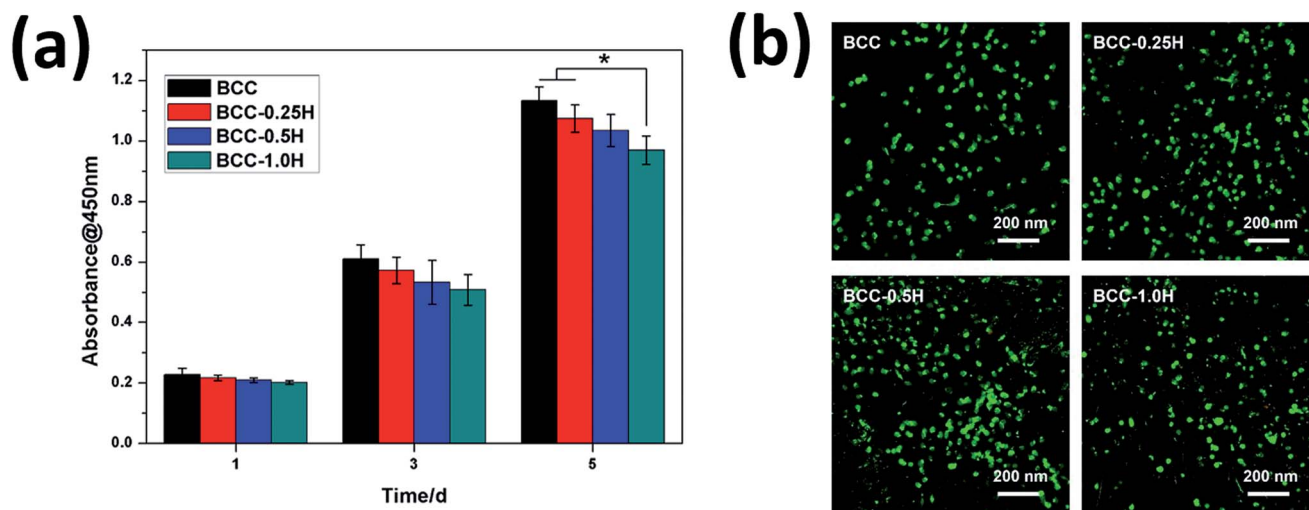 (a)
Absorbance@450nm
1.2
1.0
0.8
0.6
0.4
0.2
0.0
BCC
BCC-0.25H
BCC-0.5H
BCC-1.0H
*
1 3 5
Time/d
(b)
BCC
200 nm
BCC-0.25H
200 nm
BCC-0.5H
200 nm
BCC-1.0H
200 nm